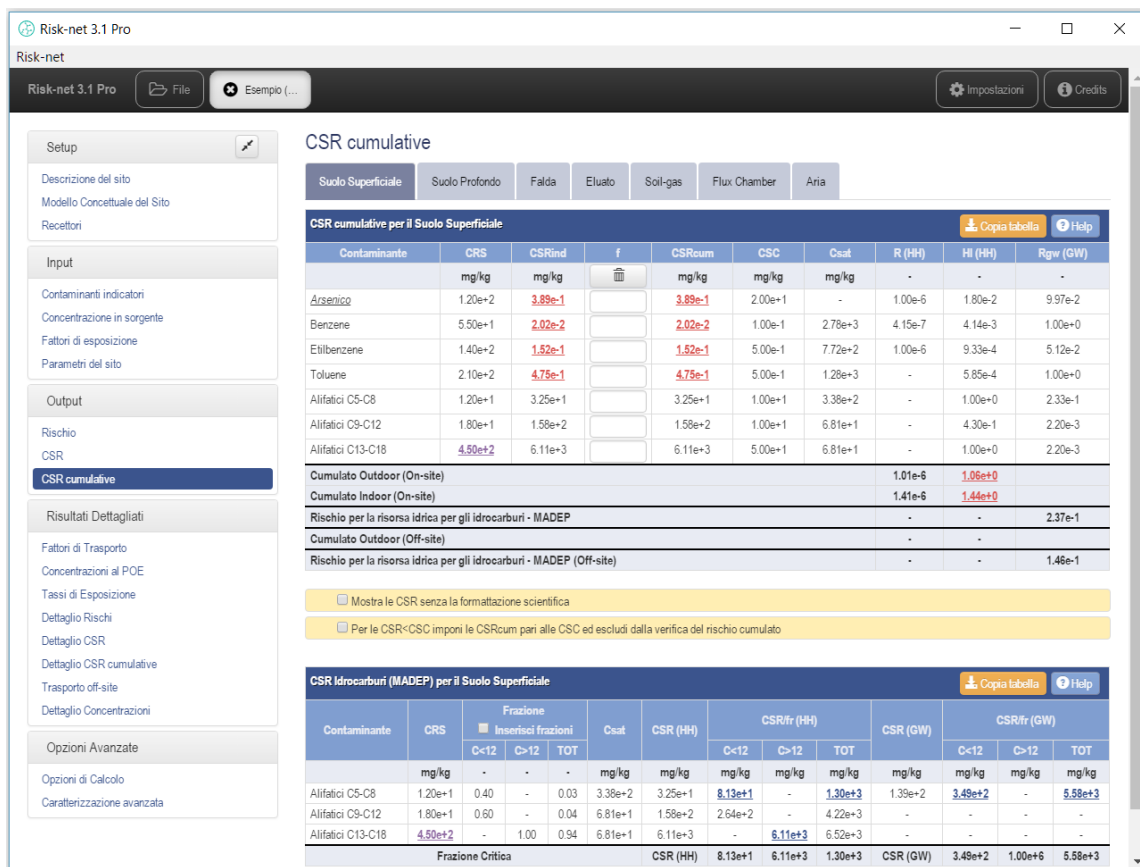 Risk-net 3.1 Pro
Risk-net
Risk-net 3.1 Pro File Esempio (... Impostazioni Credits
Setup
Descrizione del sito
Modello Concettuale del Sito
Recettori
Input
Contaminanti indicatori
Concentrazione in sorgente
Fattori di esposizione
Parametri del sito
Output
Rischio
CSR
CSR cumulative
Risultati Dettagliati
Fattori di Trasporto
Concentrazioni al POE
Tassi di Esposizione
Dettaglio Rischi
Dettaglio CSR
Dettaglio CSR cumulative
Trasporto off-site
Dettaglio Concentrazioni
Opzioni Avanzate
Opzioni di Calcolo
Caratterizzazione avanzata
CSR cumulative
Suolo Superficiale Suolo Profondo Falda Eluato Soil-gas Flux Chamber Aria
CSR cumulative per il Suolo Superficiale Copia tabella Help
Contaminante CRS CSRind f CSRcum CSC Csat R (HH) HI (HH) Rgw (GW)
mg/kg mg/kg mg/kg mg/kg mg/kg - - -
Arsenico 1.20e+2 3.89e-1 3.89e-1 2.00e+1 - 1.00e-6 1.80e-2 9.97e-2
Benzene 5.50e+1 2.02e-2 2.02e-2 1.00e-1 2.78e+3 4.15e-7 4.14e-3 1.00e+0
Etilbenzene 1.40e+2 1.52e-1 1.52e-1 5.00e-1 7.72e+2 1.00e-6 9.33e-4 5.12e-2
Toluene 2.10e+2 4.75e-1 4.75e-1 5.00e-1 1.28e+3 - 5.85e-4 1.00e+0
Alifatici C5-C8 1.20e+1 3.25e+1 3.25e+1 1.00e+1 3.38e+2 - 1.00e+0 2.33e-1
Alifatici C9-C12 1.80e+1 1.58e+2 1.58e+2 1.00e+1 6.81e+1 - 4.30e-1 2.20e-3
Alifatici C13-C18 4.50e+2 6.11e+3 6.11e+3 5.00e+1 6.81e+1 - 1.00e+0 2.20e-3
Cumulato Outdoor (On-site) 1.01e-6 1.06e+0
Cumulato Indoor (On-site) 1.41e-6 1.44e+0
Rischio per la risorsa idrica per gli idrocarburi - MADEP - - 2.37e-1
Cumulato Outdoor (Off-site) - -
Rischio per la risorsa idrica per gli idrocarburi - MADEP (Off-site) - - 1.46e-1
Mostra le CSR senza la formattazione scientifica
Per le CSR<CSC imponi le CSRcum pari alle CSC ed escludi dalla verifica del rischio cumulato
CSR Idrocarburi (MADEP) per il Suolo Superficiale Copia tabella Help
Contaminante CRS Frazione Inserisci frazioni Csat CSR (HH) CSR/fr (HH) CSR (GW) CSR/fr (GW)
C<12 C>12 TOT C<12 C>12 TOT C<12 C>12 TOT
mg/kg - - - mg/kg mg/kg mg/kg mg/kg mg/kg mg/kg mg/kg mg/kg mg/kg
Alifatici C5-C8 1.20e+1 0.40 - 0.03 3.38e+2 3.25e+1 8.13e+1 - 1.30e+3 1.39e+2 3.49e+2 - 5.58e+3
Alifatici C9-C12 1.80e+1 0.60 - 0.04 6.81e+1 1.58e+2 2.64e+2 - 4.22e+3 - - - -
Alifatici C13-C18 4.50e+2 - 1.00 0.94 6.81e+1 6.11e+3 - 6.11e+3 6.52e+3 - - - -
Frazione Critica CSR (HH) 8.13e+1 6.11e+3 1.30e+3 CSR (GW) 3.49e+2 1.00e+6 5.58e+3